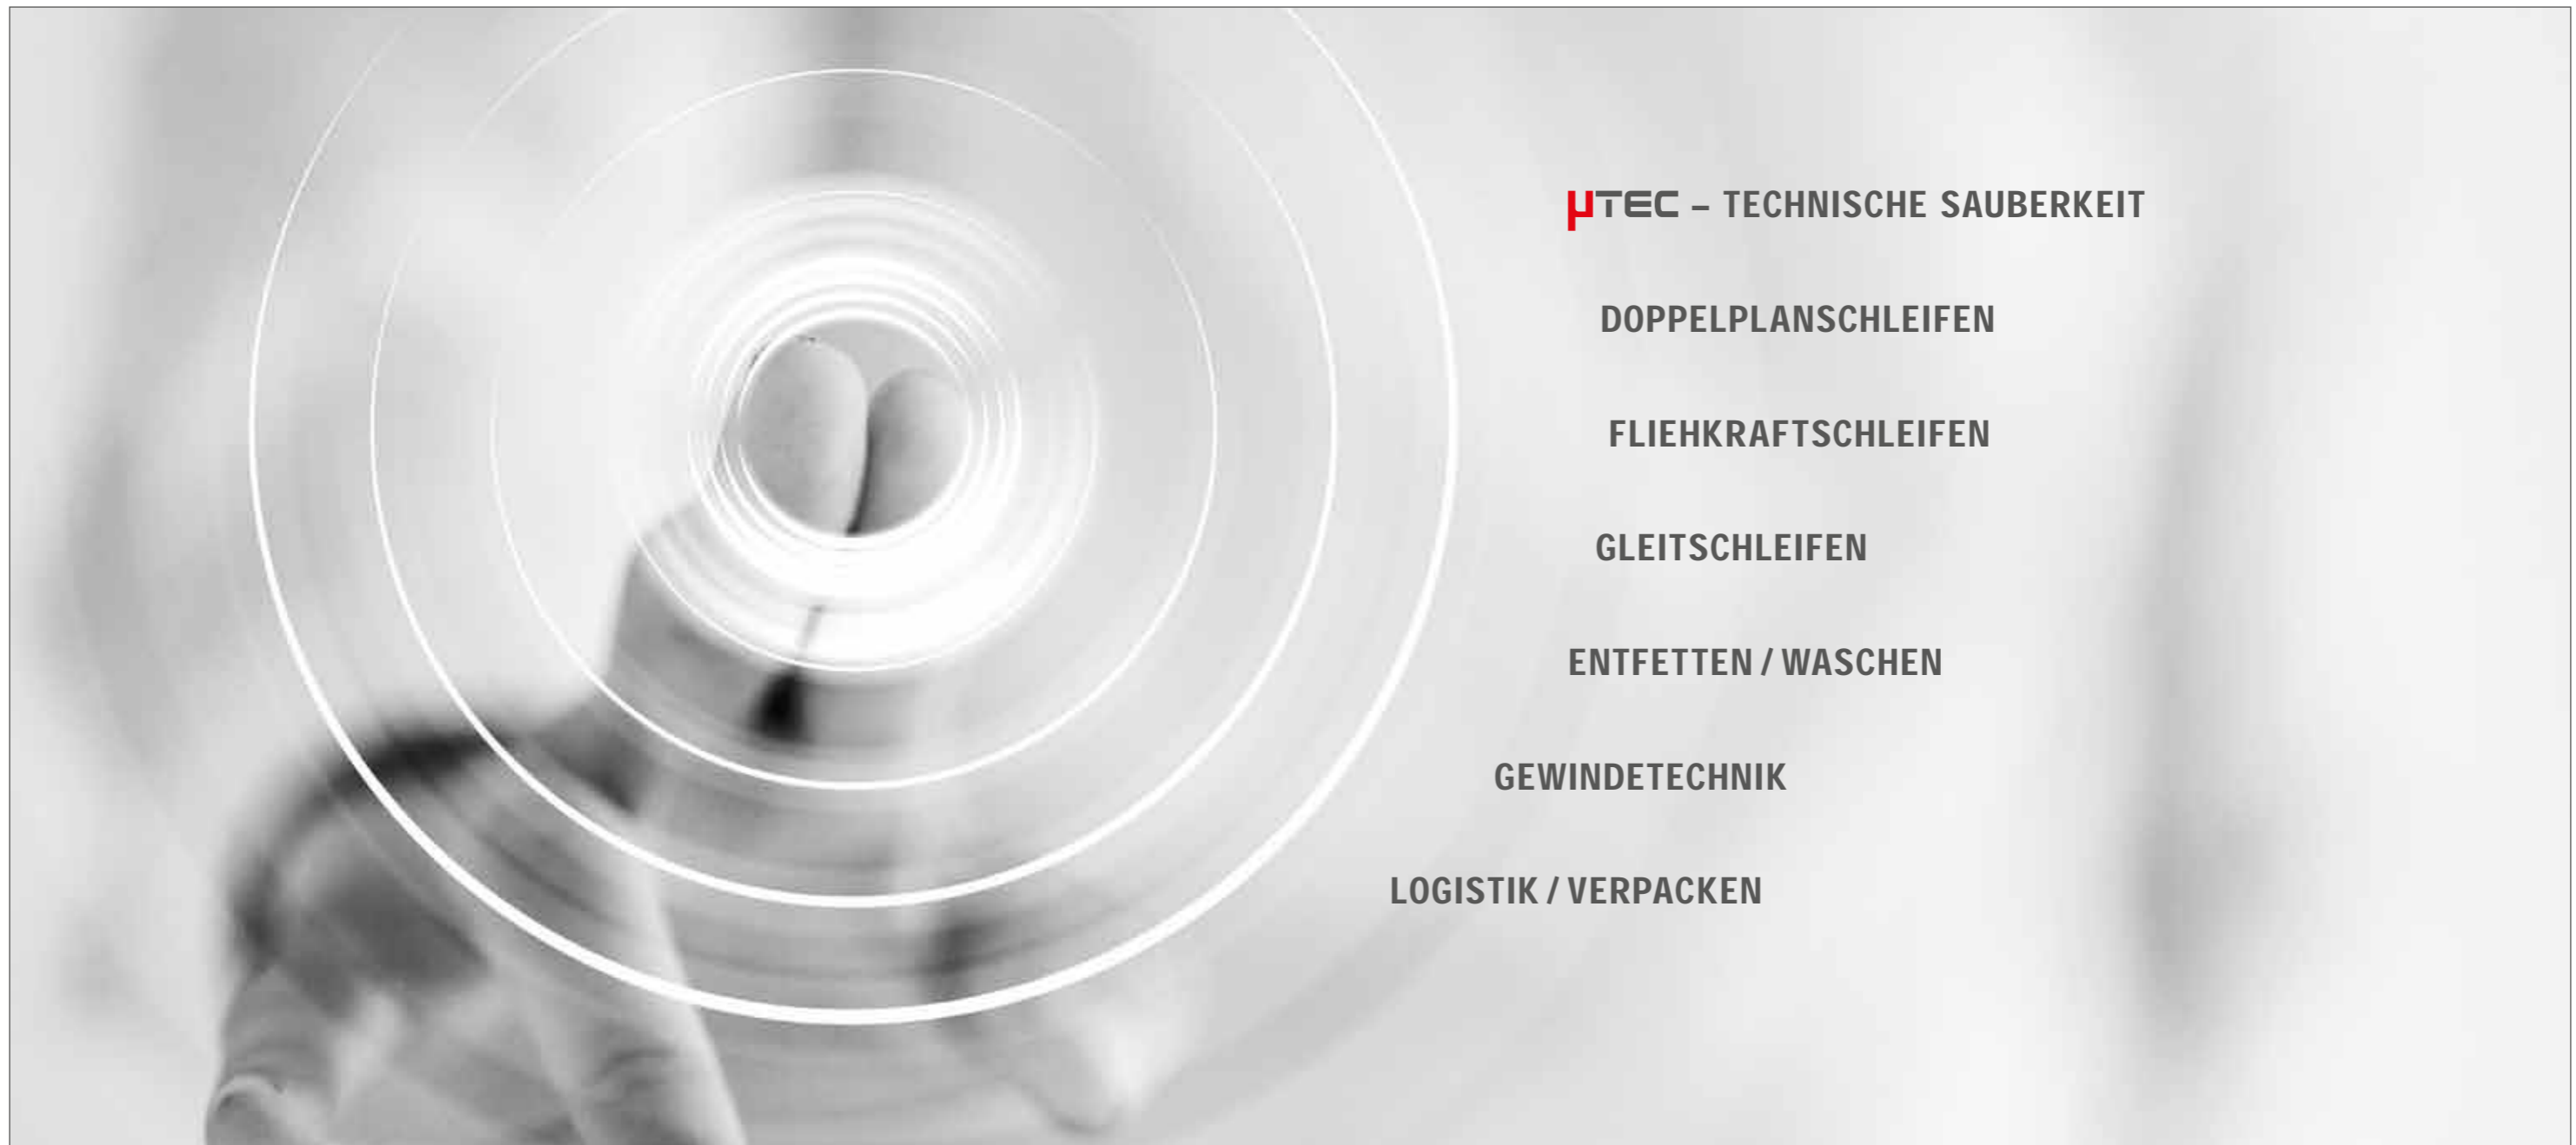 µTEC – TECHNISCHE SAUBERKEIT
DOPPELPLANSCHLEIFEN
FLIEHKRAFTSCHLEIFEN
GLEITSCHLEIFEN
ENTFETTEN / WASCHEN
GEWINDETECHNIK
LOGISTIK / VERPACKEN